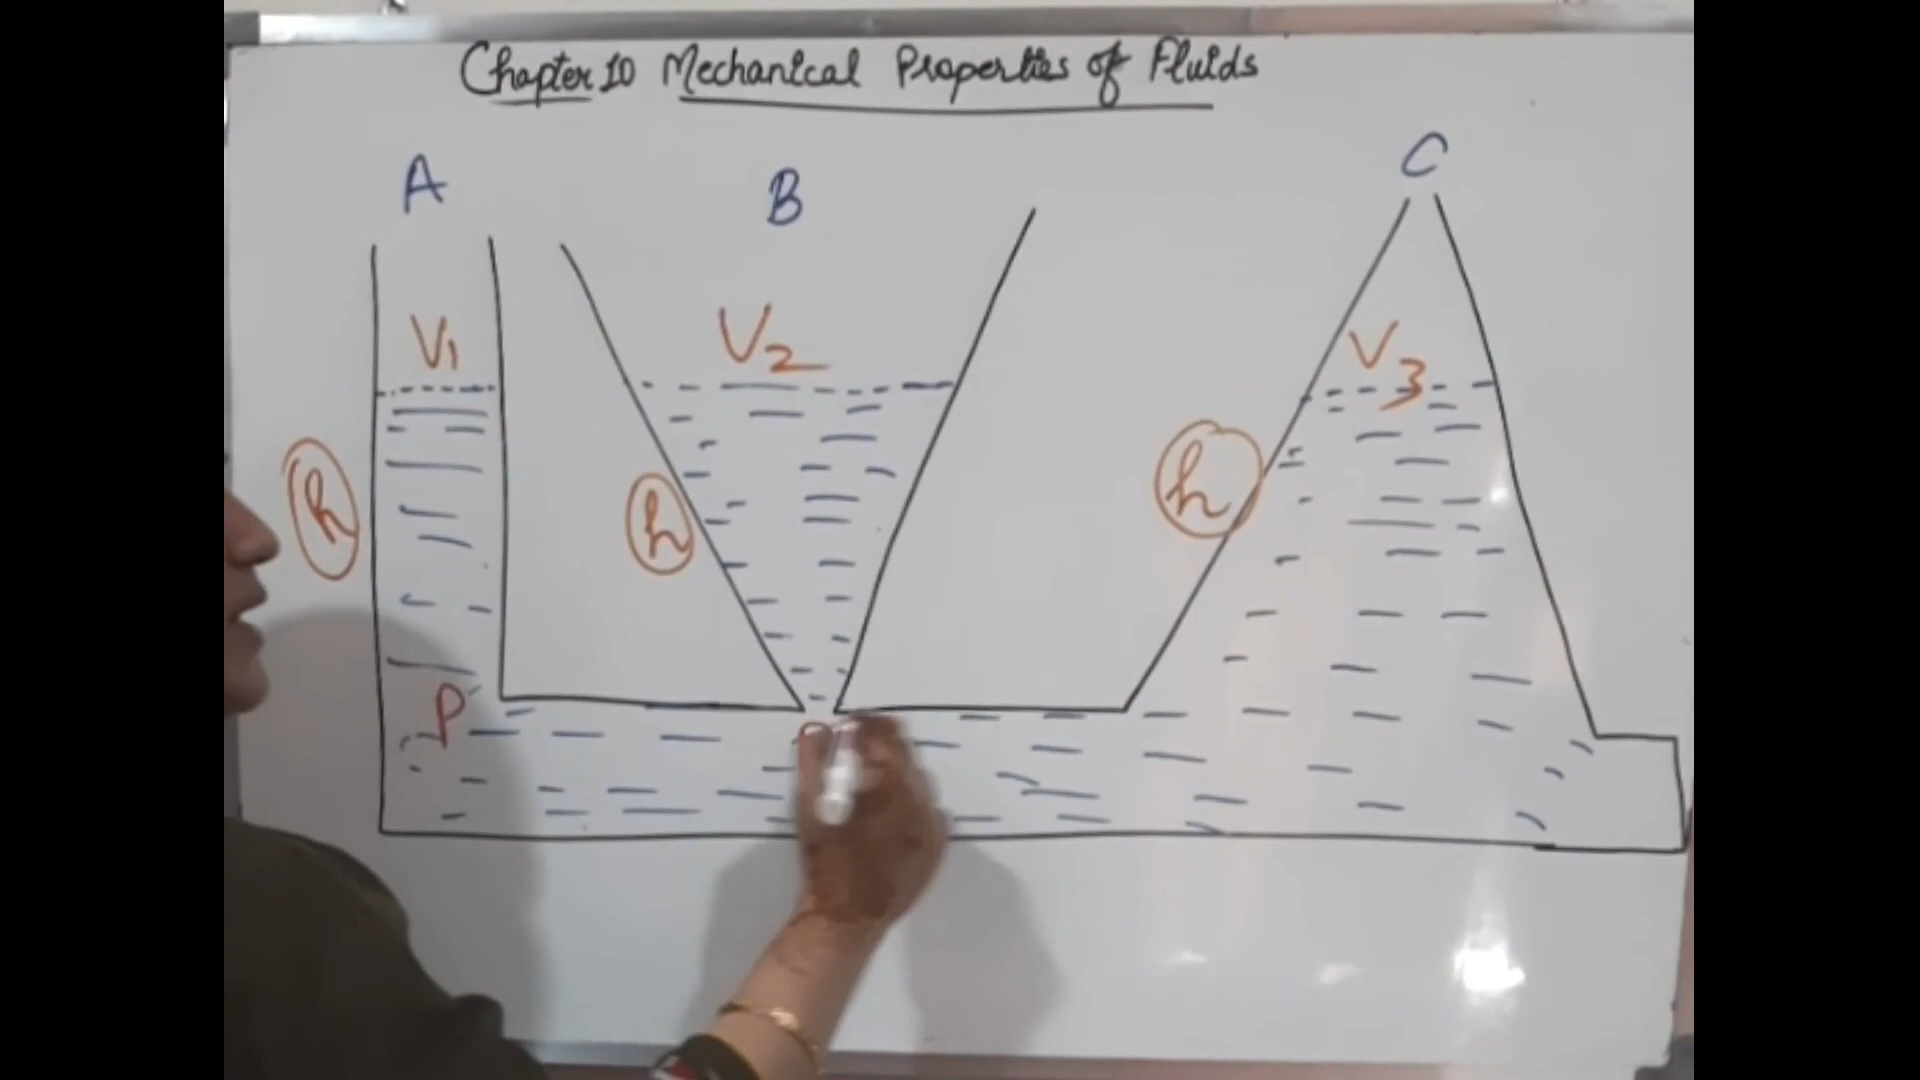 Chapter 10 Mechanical Properties of Fluids
A B C
V1 V2 V3
h h h
P